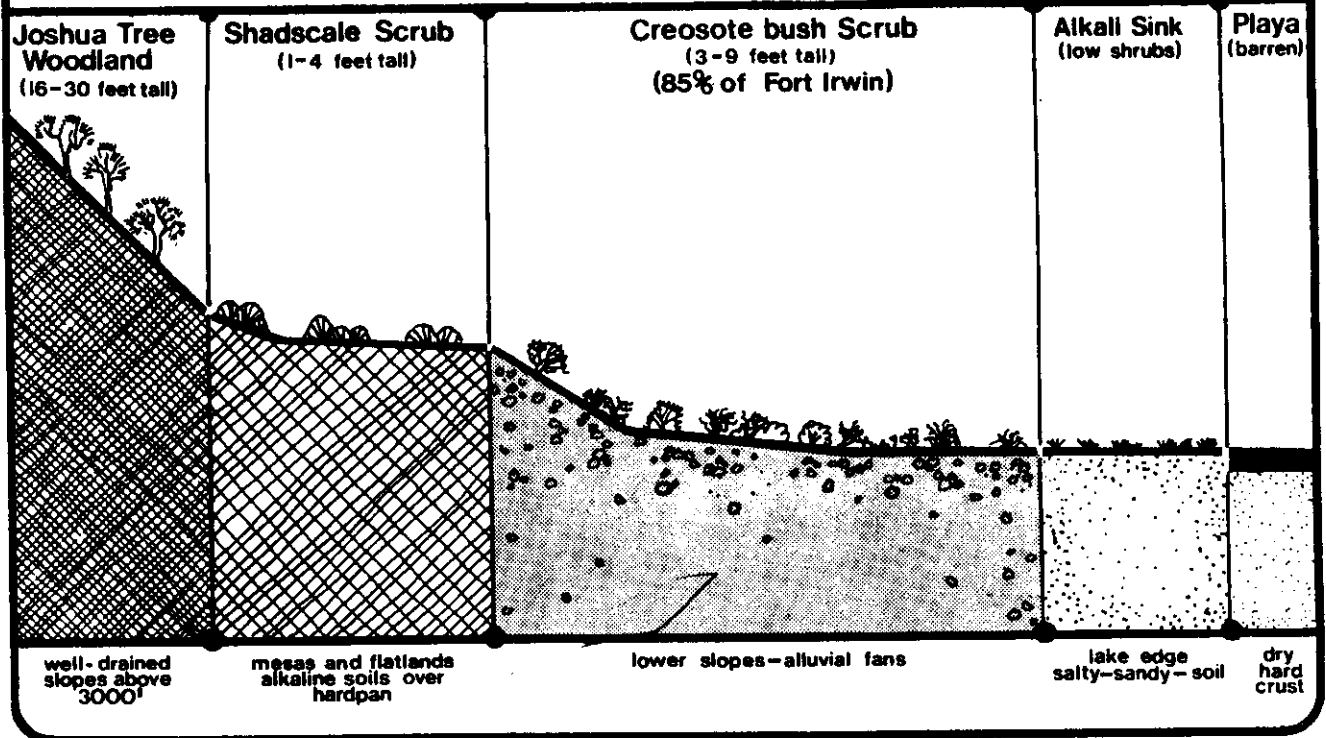 Joshua Tree
Woodland
(16-30 feet tall)
Shadscale Scrub
(1-4 feet tall)
Creosote bush Scrub
(3-9 feet tall)
(85% of Fort Irwin)
Alkali Sink
(low shrubs)
Playa
(barren)
well-drained
slopes above
3000'
mesas and flatlands
alkaline soils over
hardpan
lower slopes-alluvial fans
lake edge
salty-sandy-soil
dry
hard
crust